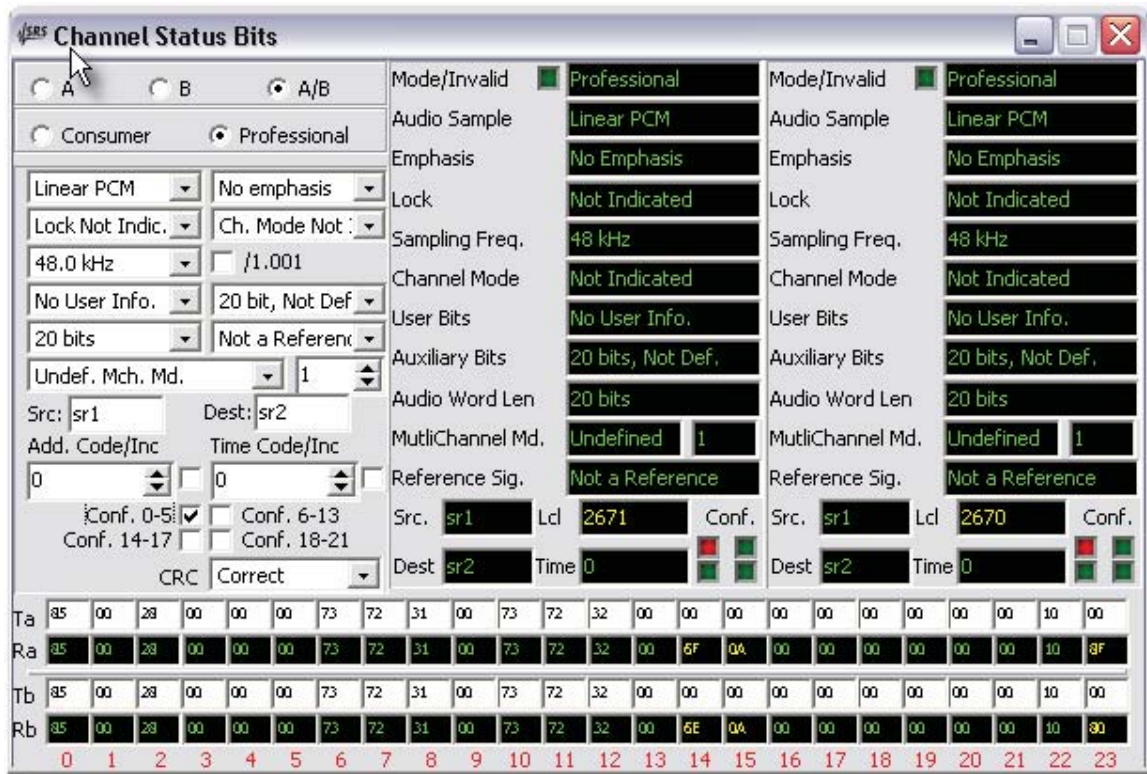 SRS Channel Status Bits
A B A/B
Consumer Professional
Linear PCM No emphasis
Lock Not Indic. Ch. Mode Not
48.0 kHz /1.001
No User Info. 20 bit, Not Def
20 bits Not a Referenc
Undef. Mch. Md. 1
Src: sr1 Dest: sr2
Add. Code/Inc Time Code/Inc
0 0
Conf. 0-5 Conf. 6-13
Conf. 14-17 Conf. 18-21
CRC Correct
Mode/Invalid Professional
Audio Sample Linear PCM
Emphasis No Emphasis
Lock Not Indicated
Sampling Freq. 48 kHz
Channel Mode Not Indicated
User Bits No User Info.
Auxiliary Bits 20 bits, Not Def.
Audio Word Len 20 bits
MutliChannel Md. Undefined 1
Reference Sig. Not a Reference
Src. sr1 Lcl 2671 Conf.
Dest sr2 Time 0
Mode/Invalid Professional
Audio Sample Linear PCM
Emphasis No Emphasis
Lock Not Indicated
Sampling Freq. 48 kHz
Channel Mode Not Indicated
User Bits No User Info.
Auxiliary Bits 20 bits, Not Def.
Audio Word Len 20 bits
MutliChannel Md. Undefined 1
Reference Sig. Not a Reference
Src. sr1 Lcl 2670 Conf.
Dest sr2 Time 0
Ta 85 00 28 00 00 00 73 72 31 00 73 72 32 00 00 00 00 00 00 00 00 00 10 00
Ra 85 00 28 00 00 00 73 72 31 00 73 72 32 00 6F 0A 00 00 00 00 00 00 10 8F
Tb 85 00 28 00 00 00 73 72 31 00 73 72 32 00 00 00 00 00 00 00 00 00 10 00
Rb 85 00 28 00 00 00 73 72 31 00 73 72 32 00 6E 0A 00 00 00 00 00 00 10 80
0 1 2 3 4 5 6 7 8 9 10 11 12 13 14 15 16 17 18 19 20 21 22 23